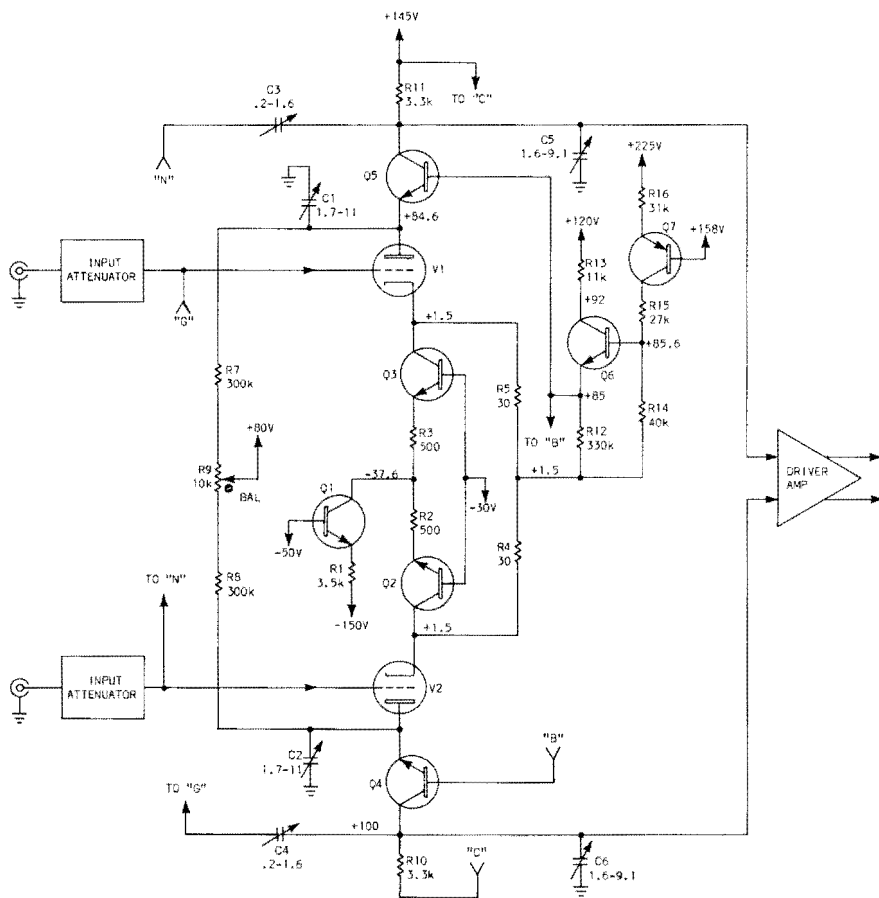 +145V
R11
3.3k
TO "C"
C3
.2-1.6
"N"
C5
1.6-9.1
+225V
R16
31k
Q5
C1
1.7-11
+84.6
Q7
+158V
+120V
R13
11k
+92
R15
27k
INPUT
ATTENUATOR
"G"
V1
+1.5
Q6
+85.6
Q3
R5
30
+85
TO "B"
R12
330k
R14
40k
R7
300k
+80V
R9
10k
BAL
R3
500
-37.6
Q1
+1.5
-30V
DRIVER
AMP
R2
500
-50V
R1
3.5k
-150V
R4
30
Q2
TO "N"
R8
300k
+1.5
INPUT
ATTENUATOR
V2
C2
1.7-11
"B"
Q4
TO "G"
+100
C4
.2-1.6
R10
3.3k
"C"
C6
1.6-9.1